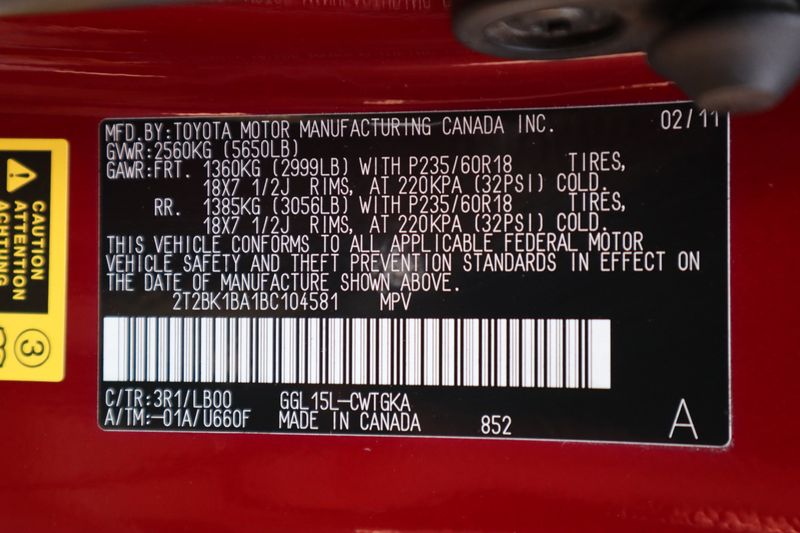 MFD. BY: TOYOTA MOTOR MANUFACTURING CANADA INC. 02/11
GVWR: 2560KG (5650LB)
GAWR: FRT. 1360KG (2999LB) WITH P235/60R18 TIRES,
18X7 1/2J RIMS, AT 220KPA (32PSI) COLD.
RR. 1385KG (3056LB) WITH P235/60R18 TIRES,
18X7 1/2J RIMS, AT 220KPA (32PSI) COLD.
THIS VEHICLE CONFORMS TO ALL APPLICABLE FEDERAL MOTOR
VEHICLE SAFETY AND THEFT PREVENTION STANDARDS IN EFFECT ON
THE DATE OF MANUFACTURE SHOWN ABOVE.
2T2BK1BA1BC104581 MPV
C/TR: 3R1/LB00 GGL15L-CWTGKA
A/TM: -01A/U660F MADE IN CANADA 852 A
CAUTION
ATTENTION
ACHTUNG
3